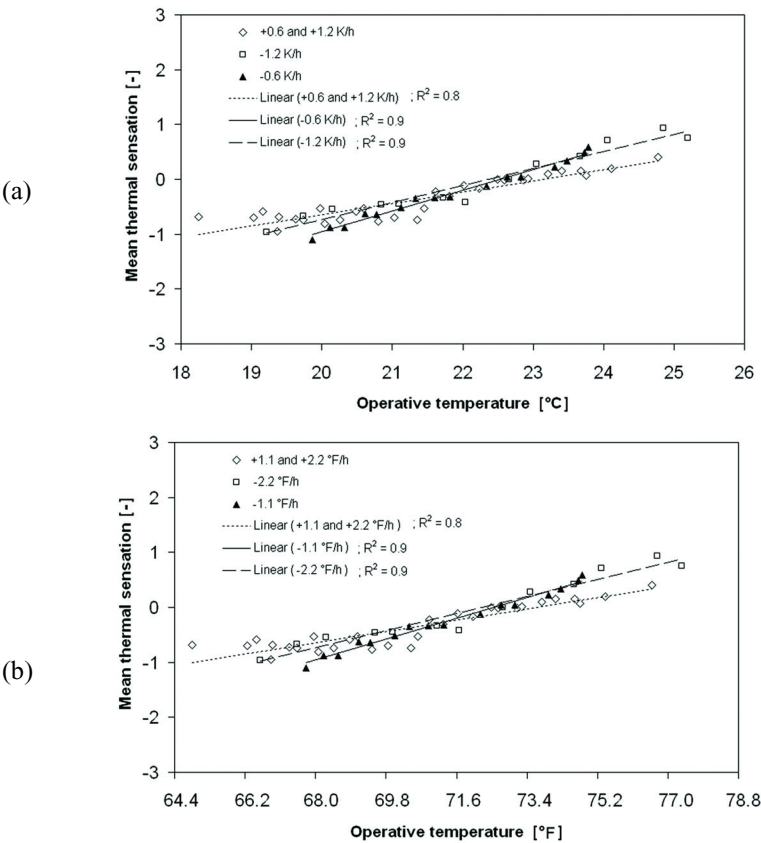 (a)
Mean thermal sensation [-]
3
2
1
0
-1
-2
-3
+0.6 and +1.2 K/h
-1.2 K/h
-0.6 K/h
Linear (+0.6 and +1.2 K/h) ; R² = 0.8
Linear (-0.6 K/h) ; R² = 0.9
Linear (-1.2 K/h) ; R² = 0.9
18 19 20 21 22 23 24 25 26
Operative temperature [°C]
(b)
Mean thermal sensation [-]
3
2
1
0
-1
-2
-3
+1.1 and +2.2 °F/h
-2.2 °F/h
-1.1 °F/h
Linear (+1.1 and +2.2 °F/h) ; R² = 0.8
Linear (-1.1 °F/h) ; R² = 0.9
Linear (-2.2 °F/h) ; R² = 0.9
64.4 66.2 68.0 69.8 71.6 73.4 75.2 77.0 78.8
Operative temperature [°F]